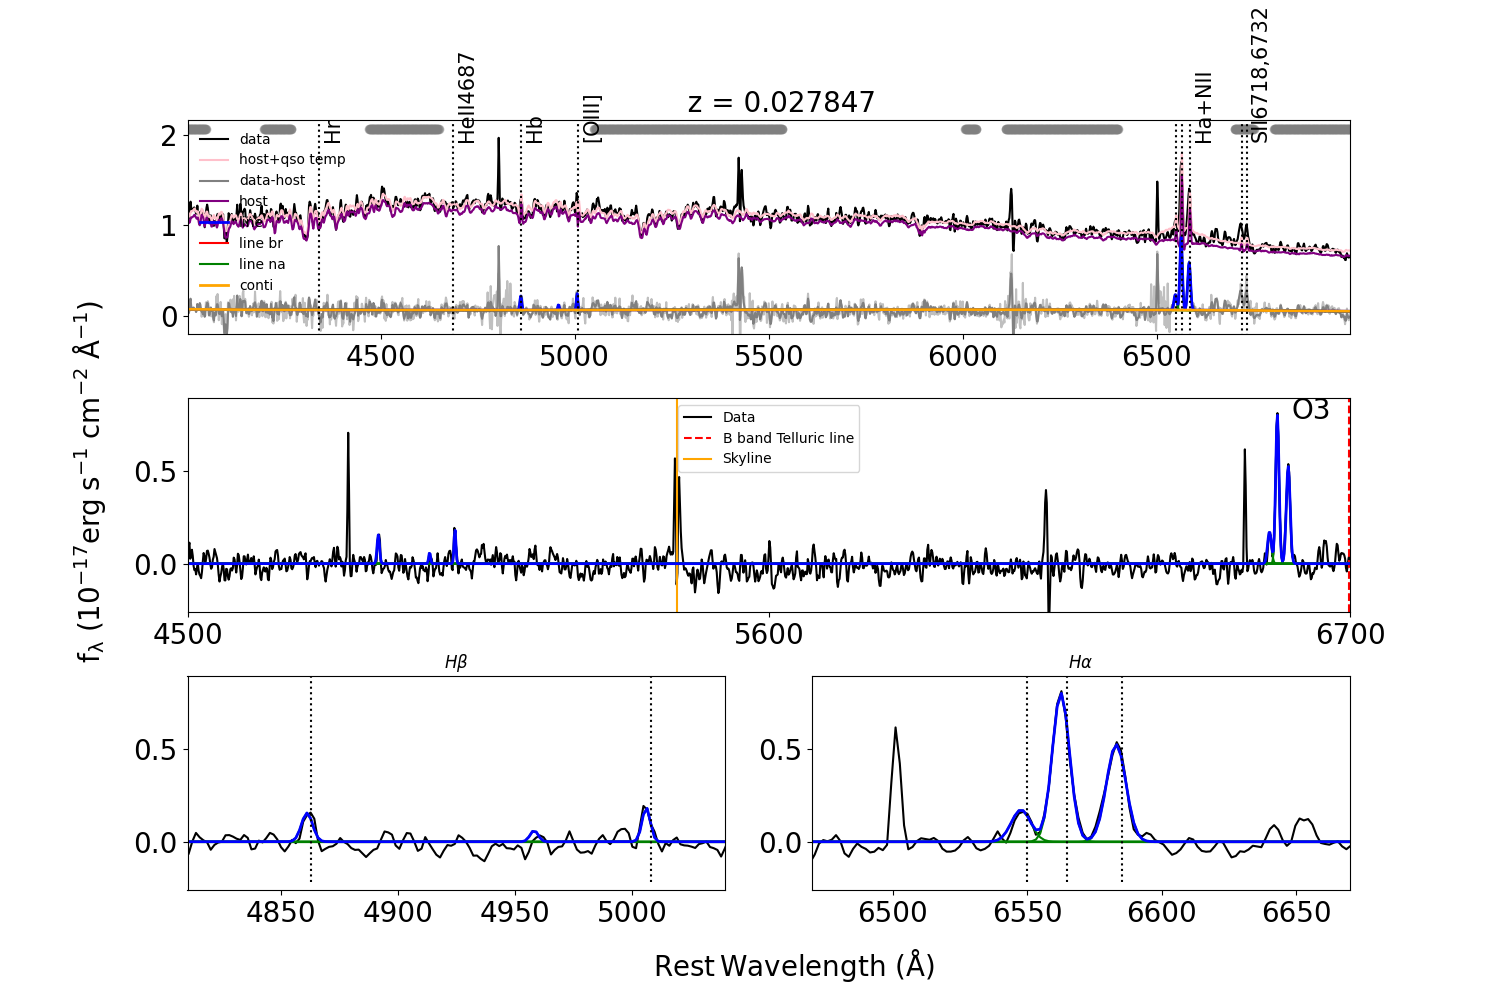 z = 0.027847
Hr
HeII4687
Hb
[OIII]
Ha+NII
SII6718,6732
data
host+qso temp
data-host
host
line br
line na
conti
2
1
0
4500 5000 5500 6000 6500
fλ (10−17erg s−1 cm−2 Å−1)
O3
Data
B band Telluric line
Skyline
0.5
0.0
4500 5600 6700
Hβ
0.5
0.0
4850 4900 4950 5000
Hα
0.5
0.0
6500 6550 6600 6650
Rest Wavelength (Å)